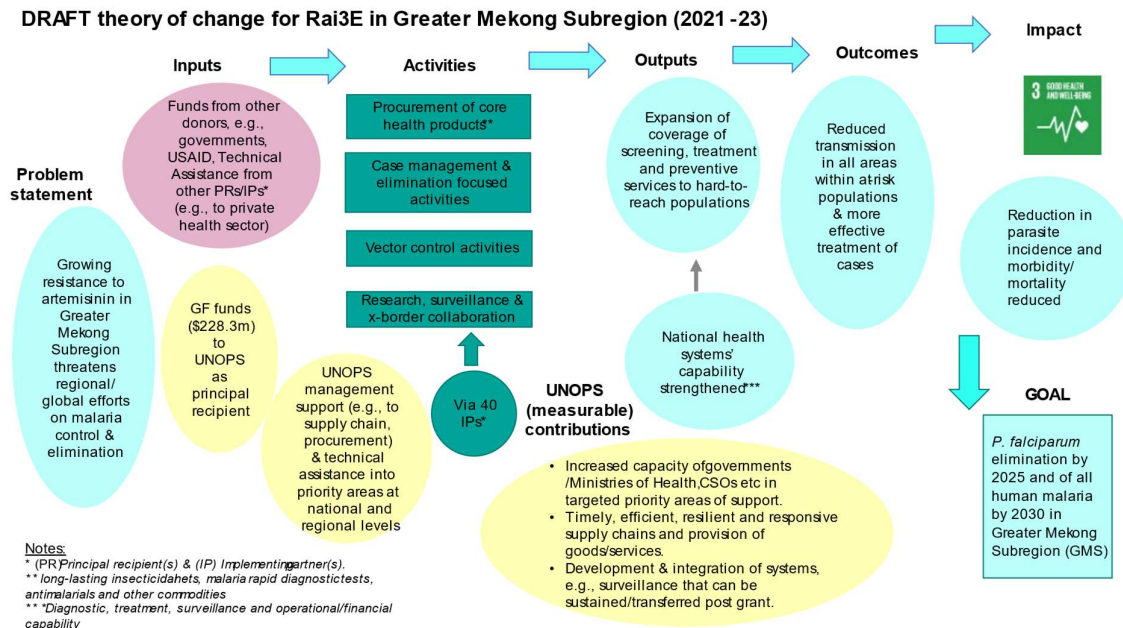 DRAFT theory of change for Rai3E in Greater Mekong Subregion (2021 -23)
Inputs
Activities
Outputs
Outcomes
Impact
Problem
statement
Growing
resistance to
artemisinin in
Greater
Mekong
Subregion
threatens
regional/
global efforts
on malaria
control &
elimination
Funds from other
donors, e.g.,
governments,
USAID, Technical
Assistance from
other PRs/IPs*
(e.g., to private
health sector)
GF funds
($228.3m)
to
UNOPS
as
principal
recipient
UNOPS
management
support (e.g., to
supply chain,
procurement)
& technical
assistance into
priority areas at
national and
regional levels
Procurement of core
health products**
Case management &
elimination focused
activities
Vector control activities
Research, surveillance &
x-border collaboration
Via 40
IPs*
Expansion of
coverage of
screening, treatment
and preventive
services to hard-to-
reach populations
National health
systems'
capability
strengthened***
UNOPS
(measurable)
contributions
• Increased capacity ofgovernments
/Ministries of Health,CSOs etc in
targeted priority areas of support.
• Timely, efficient, resilient and responsive
supply chains and provision of
goods/services.
• Development & integration of systems,
e.g., surveillance that can be
sustained/transferred post grant.
Reduced
transmission
in all areas
within at-risk
populations
& more
effective
treatment of
cases
3 GOOD HEALTH
AND WELL-BEING
Reduction in
parasite
incidence and
morbidity/
mortality
reduced
GOAL
P. falciparum
elimination by
2025 and of all
human malaria
by 2030 in
Greater Mekong
Subregion (GMS)
Notes:
* (PR)Principal recipient(s) & (IP) Implementingpartner(s).
** long-lasting insecticidahets, malaria rapid diagnostictests,
antimalarials and other commodities
** *Diagnostic, treatment, surveillance and operational/financial
capability